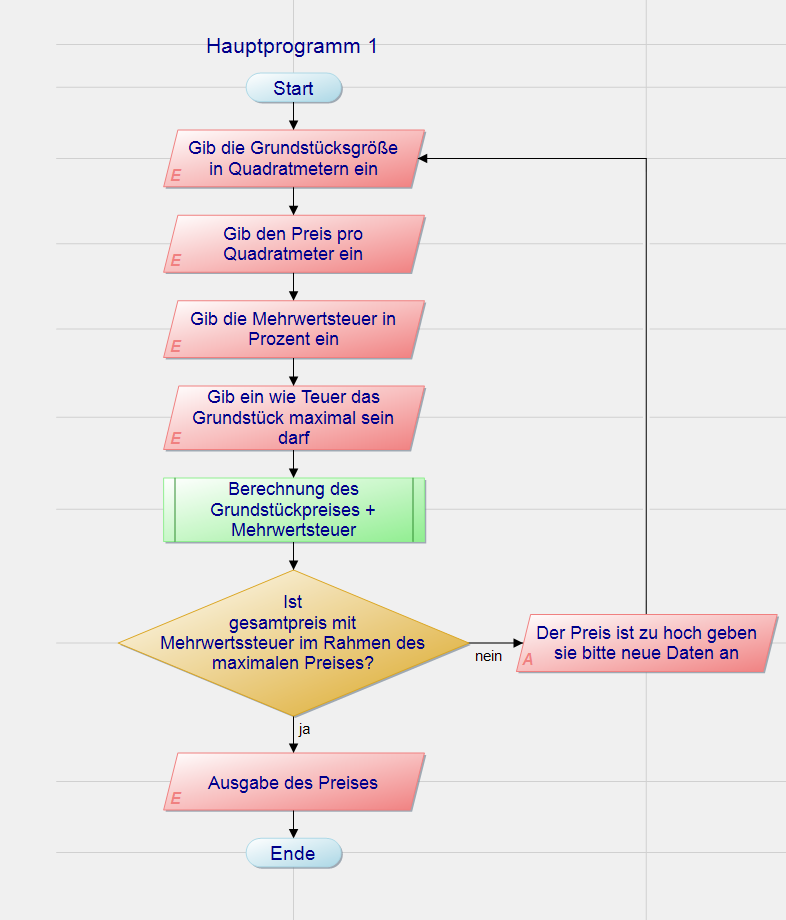 Hauptprogramm 1
Start
Gib die Grundstücksgröße
in Quadratmetern ein
E
Gib den Preis pro
Quadratmeter ein
E
Gib die Mehrwertsteuer in
Prozent ein
E
Gib ein wie Teuer das
Grundstück maximal sein
darf
E
Berechnung des
Grundstückpreises +
Mehrwertsteuer
Ist
gesamtpreis mit
Mehrwertssteuer im Rahmen des
maximalen Preises?
nein
Der Preis ist zu hoch geben
sie bitte neue Daten an
A
ja
Ausgabe des Preises
E
Ende